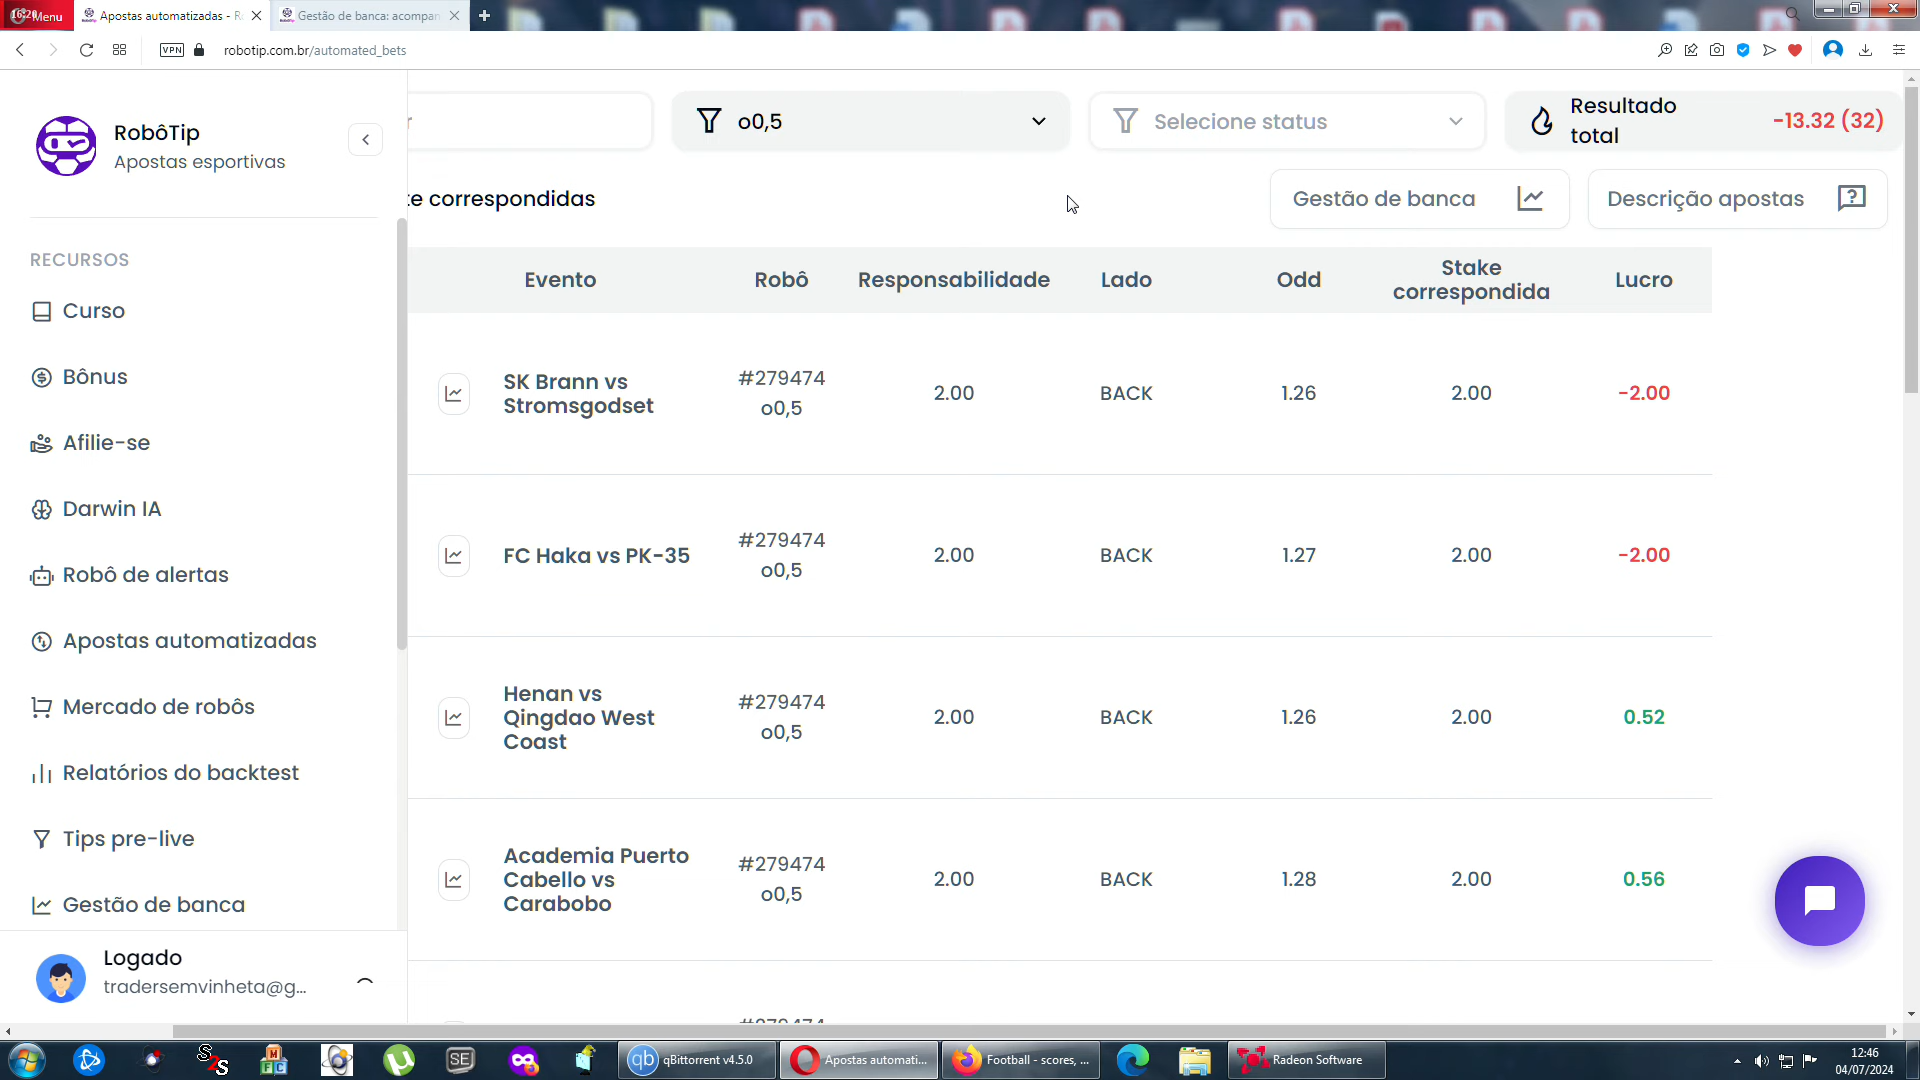 Menu
Apostas automatizadas - R
Gestão de banca: acompan
VPN
robotip.com.br/automated_bets
RobôTip
Apostas esportivas
RECURSOS
Curso
Bônus
Afilie-se
Darwin IA
Robô de alertas
Apostas automatizadas
Mercado de robôs
Relatórios do backtest
Tips pre-live
Gestão de banca
Logado
tradersemvinheta@g...
o0,5
Selecione status
Resultado
total
-13.32 (32)
te correspondidas
Gestão de banca
Descrição apostas
Evento
Robô
Responsabilidade
Lado
Odd
Stake
correspondida
Lucro
SK Brann vs
Stromsgodset
#279474
o0,5
2.00
BACK
1.26
2.00
-2.00
FC Haka vs PK-35
#279474
o0,5
2.00
BACK
1.27
2.00
-2.00
Henan vs
Qingdao West
Coast
#279474
o0,5
2.00
BACK
1.26
2.00
0.52
Academia Puerto
Cabello vs
Carabobo
#279474
o0,5
2.00
BACK
1.28
2.00
0.56
qBittorrent v4.5.0
Apostas automati...
Football - scores, ...
Radeon Software
12:46
04/07/2024